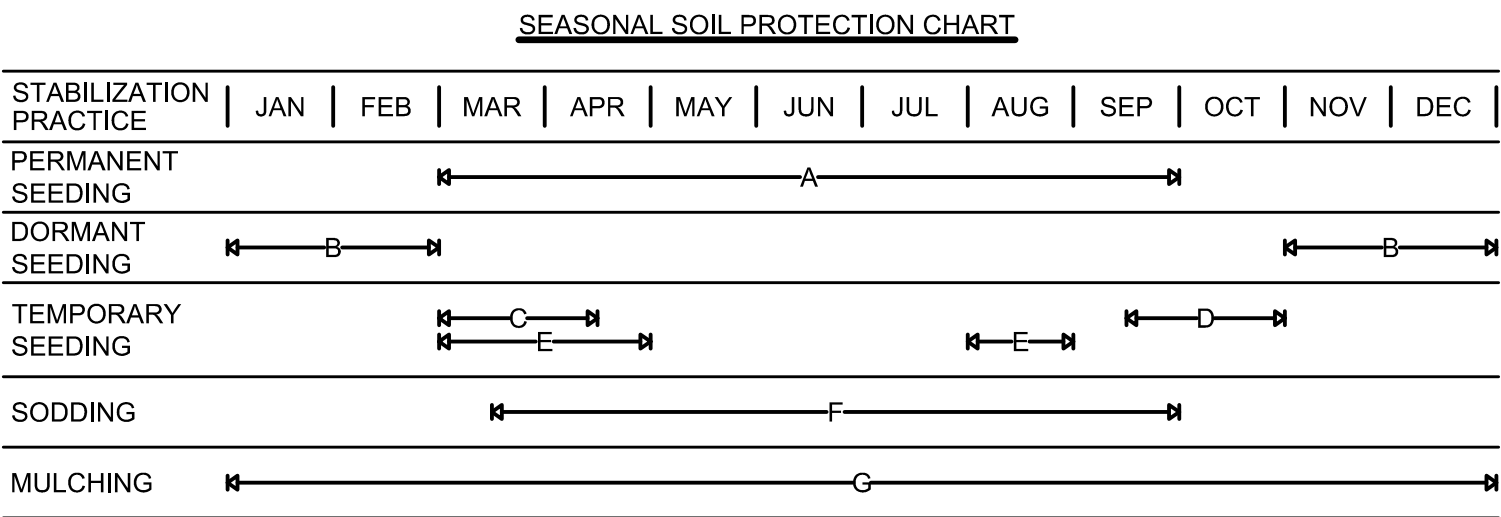 SEASONAL SOIL PROTECTION CHART
STABILIZATION
PRACTICE
JAN FEB MAR APR MAY JUN JUL AUG SEP OCT NOV DEC
PERMANENT
SEEDING
A
DORMANT
SEEDING
B B
TEMPORARY
SEEDING
C D
E E
SODDING
F
MULCHING
G